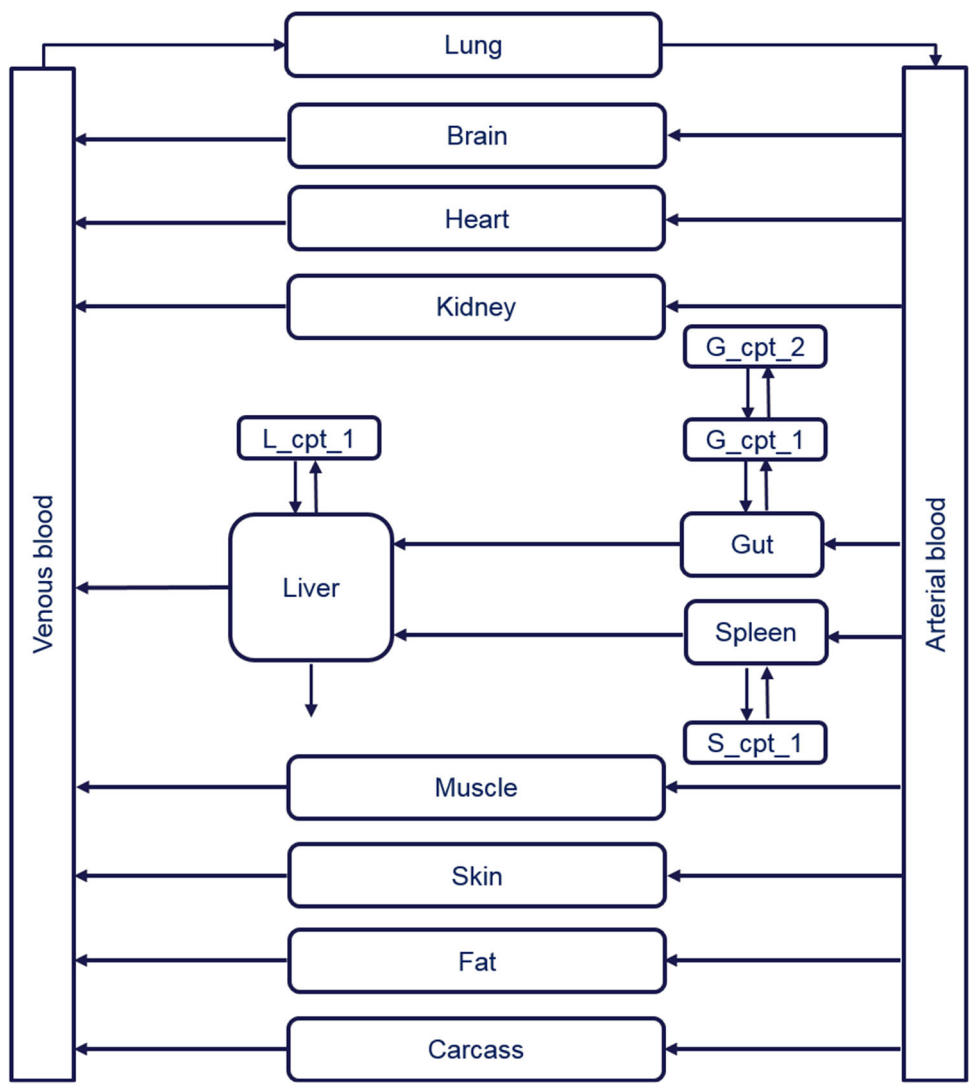 Lung
Brain
Heart
Kidney
G_cpt_2
L_cpt_1
G_cpt_1
Venous blood
Arterial blood
Gut
Liver
Spleen
S_cpt_1
Muscle
Skin
Fat
Carcass